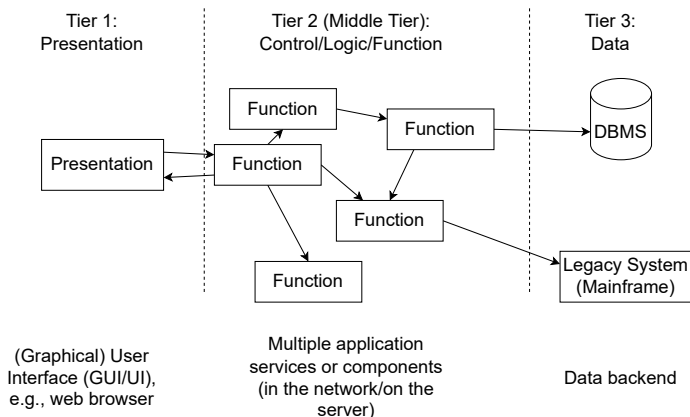 Tier 1:
Presentation
Tier 2 (Middle Tier):
Control/Logic/Function
Tier 3:
Data
Function
Function
DBMS
Presentation
Function
Function
Function
Legacy System
(Mainframe)
(Graphical) User
Interface (GUI/UI),
e.g., web browser
Multiple application
services or components
(in the network/on the
server)
Data backend